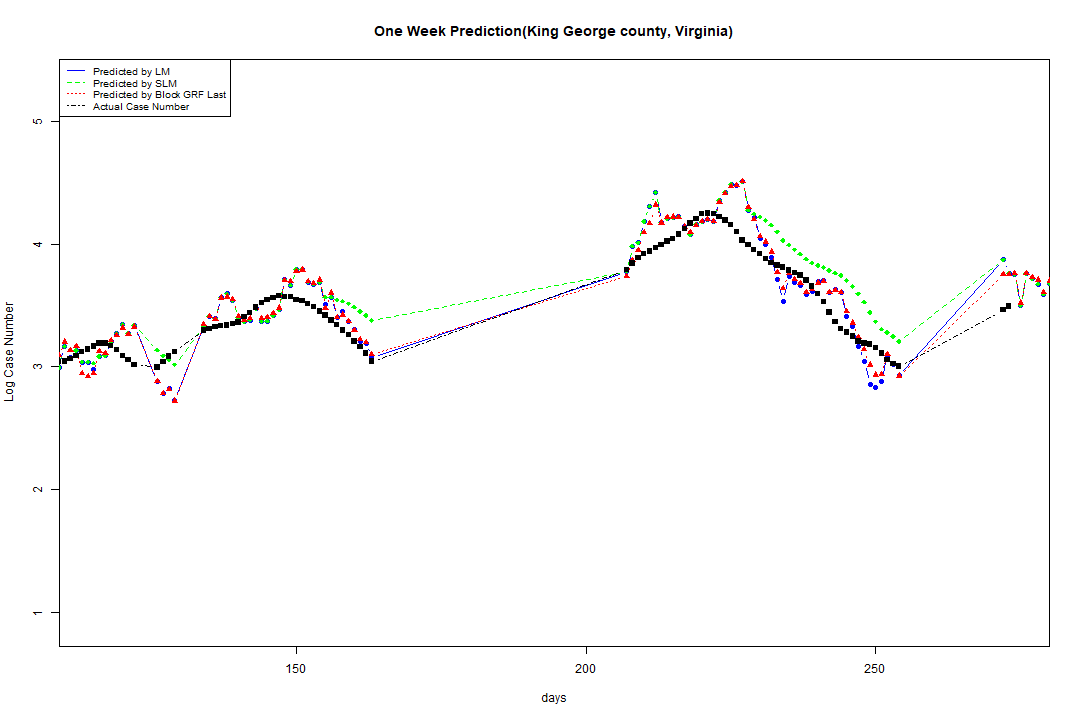 One Week Prediction(King George county, Virginia)
Predicted by LM
Predicted by SLM
Predicted by Block GRF Last
Actual Case Number
5
4
3
2
1
Log Case Number
150
200
250
days